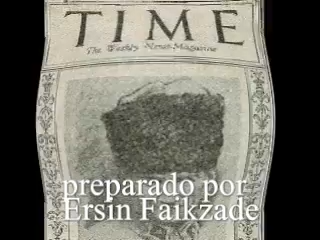 TIME
The Weekly News-Magazine
preparado por
Ersin Faikzade